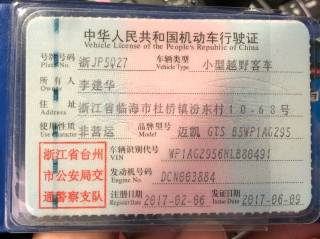 中华人民共和国机动车行驶证
Vehicle License of the People's Republic of China
号牌号码 浙JP5Q27 车辆类型 小型越野客车
Plate No. Vehicle Type
所有人 李建华
Owner
住址 浙江省临海市杜桥镇汾东村10-68号
Address
使用性质 非营运 品牌型号 迈凯 GTS B5WP1AG295
Use Character Model
浙江省台州 车辆识别代号 WP1AG2956HLB80491
VIN
市公安局交 发动机号码 DCN003884
Engine No.
通警察支队 注册日期 2017-02-06 发证日期 2017-06-09
Register Date Issue Date